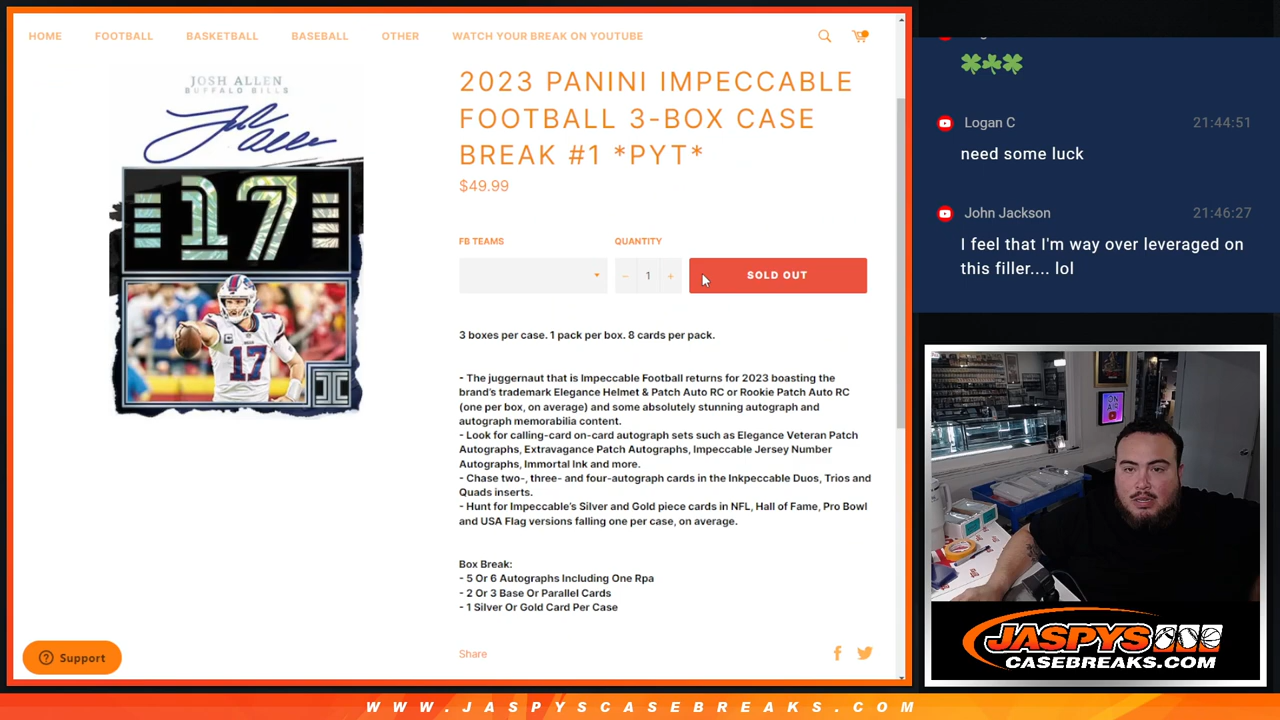 HOME FOOTBALL BASKETBALL BASEBALL OTHER WATCH YOUR BREAK ON YOUTUBE
JOSH ALLEN
BUFFALO BILLS
17
17
2023 PANINI IMPECCABLE
FOOTBALL 3-BOX CASE
BREAK #1 *PYT*
$49.99
FB TEAMS QUANTITY
− 1 + SOLD OUT
3 boxes per case. 1 pack per box. 8 cards per pack.
- The juggernaut that is Impeccable Football returns for 2023 boasting the
brand's trademark Elegance Helmet & Patch Auto RC or Rookie Patch Auto RC
(one per box, on average) and some absolutely stunning autograph and
autograph memorabilia content.
- Look for calling-card on-card autograph sets such as Elegance Veteran Patch
Autographs, Extravagance Patch Autographs, Impeccable Jersey Number
Autographs, Immortal Ink and more.
- Chase two-, three- and four-autograph cards in the Inkpeccable Duos, Trios and
Quads inserts.
- Hunt for Impeccable's Silver and Gold piece cards in NFL, Hall of Fame, Pro Bowl
and USA Flag versions falling one per case, on average.
Box Break:
- 5 Or 6 Autographs Including One Rpa
- 2 Or 3 Base Or Parallel Cards
- 1 Silver Or Gold Card Per Case
Share
Support
Logan C 21:44:51
need some luck
John Jackson 21:46:27
I feel that I'm way over leveraged on
this filler.... lol
ON
AIR
JASPYS
CASEBREAKS.COM
WWW.JASPYSCASEBREAKS.COM